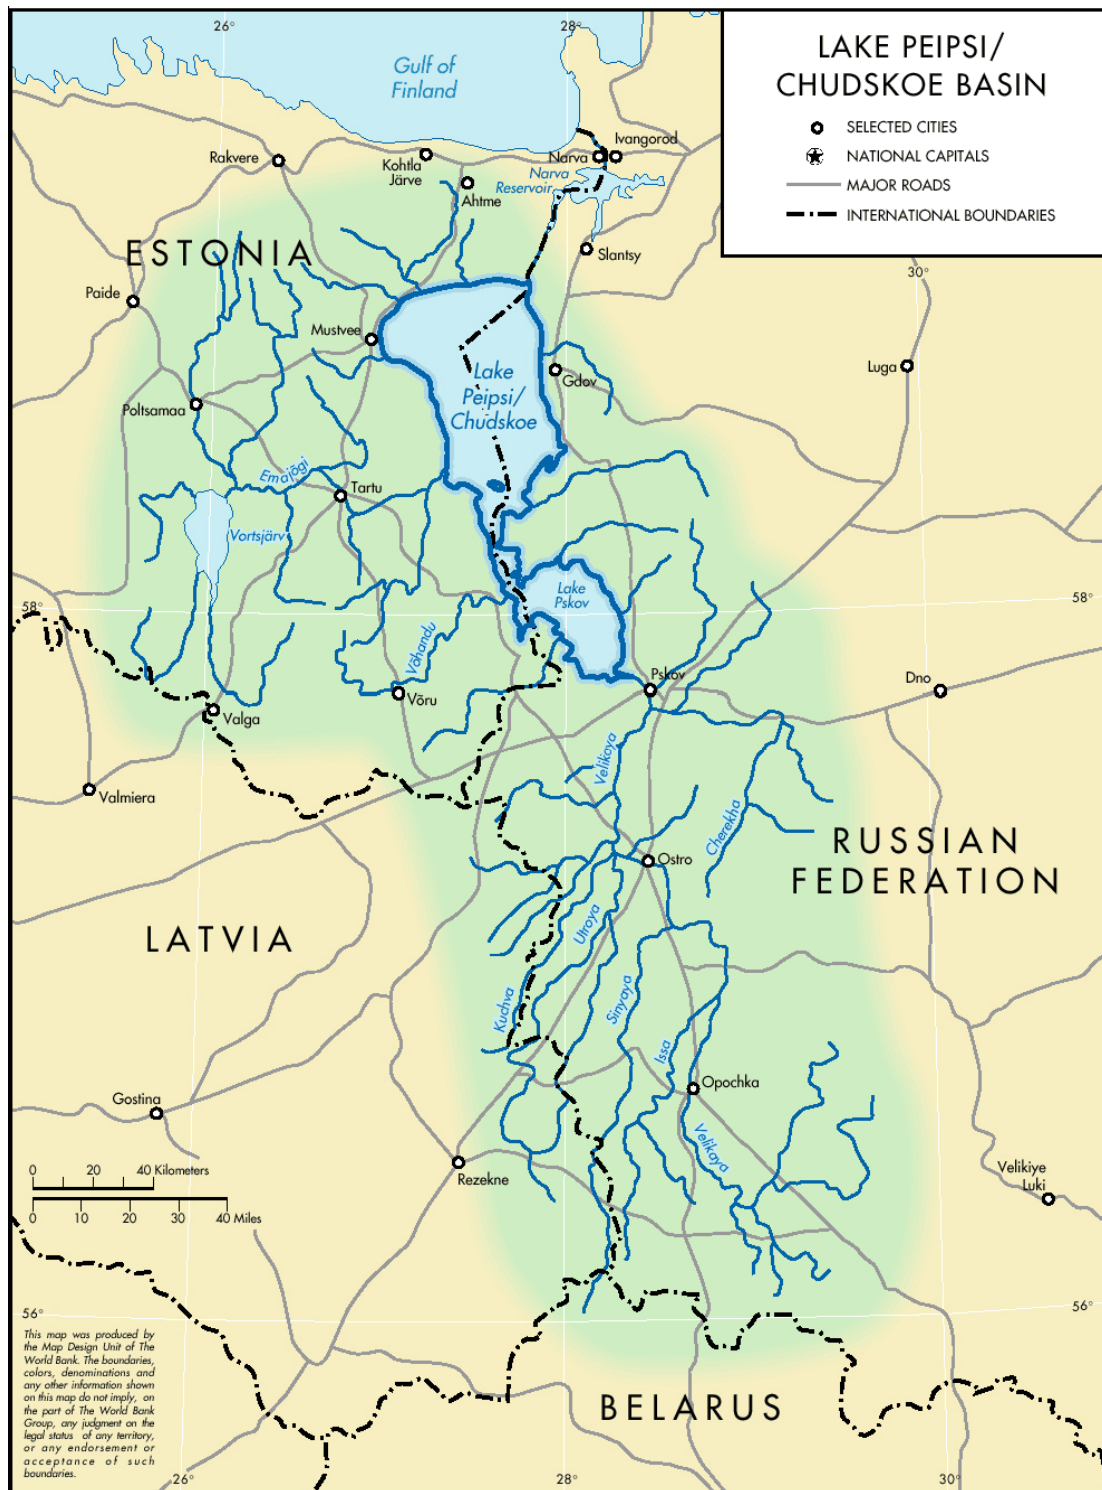 26°
28°
LAKE PEIPSI/
CHUDSKOE BASIN
SELECTED CITIES
NATIONAL CAPITALS
MAJOR ROADS
INTERNATIONAL BOUNDARIES
Gulf of
Finland
Rakvere
Kohtla
Järve
Ahtme
Narva
Ivangorod
Narva
Reservoir
Slantsy
ESTONIA
30°
Paide
Mustvee
Lake
Peipsi/
Chudskoe
Gdov
Luga
Poltsamaa
Emajõgi
Tartu
Vortsjärv
Lake
Pskov
58°
58°
Võhandu
Võru
Pskov
Dno
Valga
Velikaya
Valmiera
Cherekha
Ostro
RUSSIAN
FEDERATION
LATVIA
Utroya
Kuchva
Sinyaya
Issa
Opochka
Gostina
Velikaya
0 20 40 Kilometers
0 10 20 30 40 Miles
Rezekne
Velikiye
Luki
56°
56°
This map was produced by
the Map Design Unit of The
World Bank. The boundaries,
colors, denominations and
any other information shown
on this map do not imply, on
the part of The World Bank
Group, any judgment on the
legal status of any territory,
or any endorsement or
acceptance of such
boundaries.
BELARUS
26°
28°
30°